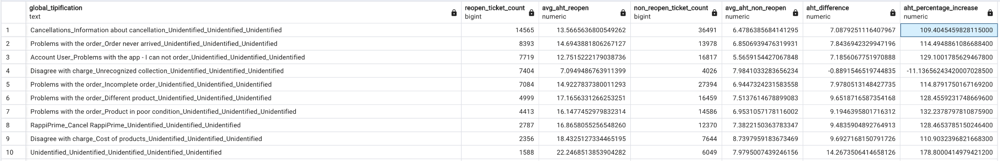 global_tipification reopen_ticket_count avg_aht_reopen non_reopen_ticket_count avg_aht_non_reopen aht_difference aht_percentage_increase
text bigint numeric bigint numeric numeric numeric
1 Cancellations_Information about cancellation_Unidentified_Unidentified_Unidentified 14565 13.5665636800549262 36491 6.4786385684141295 7.0879251116407967 109.4045459828115000
2 Problems with the order_Order never arrived_Unidentified_Unidentified_Unidentified 8393 14.6943881806267127 13978 6.8506939476319931 7.8436942329947196 114.4948861086688400
3 Account User_Problems with the app - I can not order_Unidentified_Unidentified_Unidentified 7719 12.7515222179038736 16817 5.5659154427067848 7.1856067751970888 129.1001785629467800
4 Disagree with charge_Unrecognized collection_Unidentified_Unidentified_Unidentified 7404 7.0949486763911399 4026 7.9841033283656234 -0.8891546519744835 -11.13656243420007028500
5 Problems with the order_Incomplete order_Unidentified_Unidentified_Unidentified 7084 14.9227837380011293 27394 6.9447324231583558 7.9780513148427735 114.8791750167169200
6 Problems with the order_Different product_Unidentified_Unidentified_Unidentified 4999 17.1656331266253251 16459 7.5137614678899083 9.6518716587354168 128.4559231748669600
7 Problems with the order_Product in poor condition_Unidentified_Unidentified_Unidentified 4413 16.1477452979832314 14586 6.9531057178116002 9.1946395801716312 132.2378797810875900
8 RappiPrime_Cancel RappiPrime_Unidentified_Unidentified_Unidentified 2787 16.8658055256548260 12370 7.3822150363783347 9.4835904892764913 128.4653785150246400
9 Disagree with charge_Cost of products_Unidentified_Unidentified_Unidentified 2356 18.4325127334465195 7644 8.7397959183673469 9.6927168150791726 110.9032396821668300
10 Unidentified_Unidentified_Unidentified_Unidentified_Unidentified 1588 22.2468513853904282 6049 7.9795007439246156 14.2673506414658126 178.8000414979421200